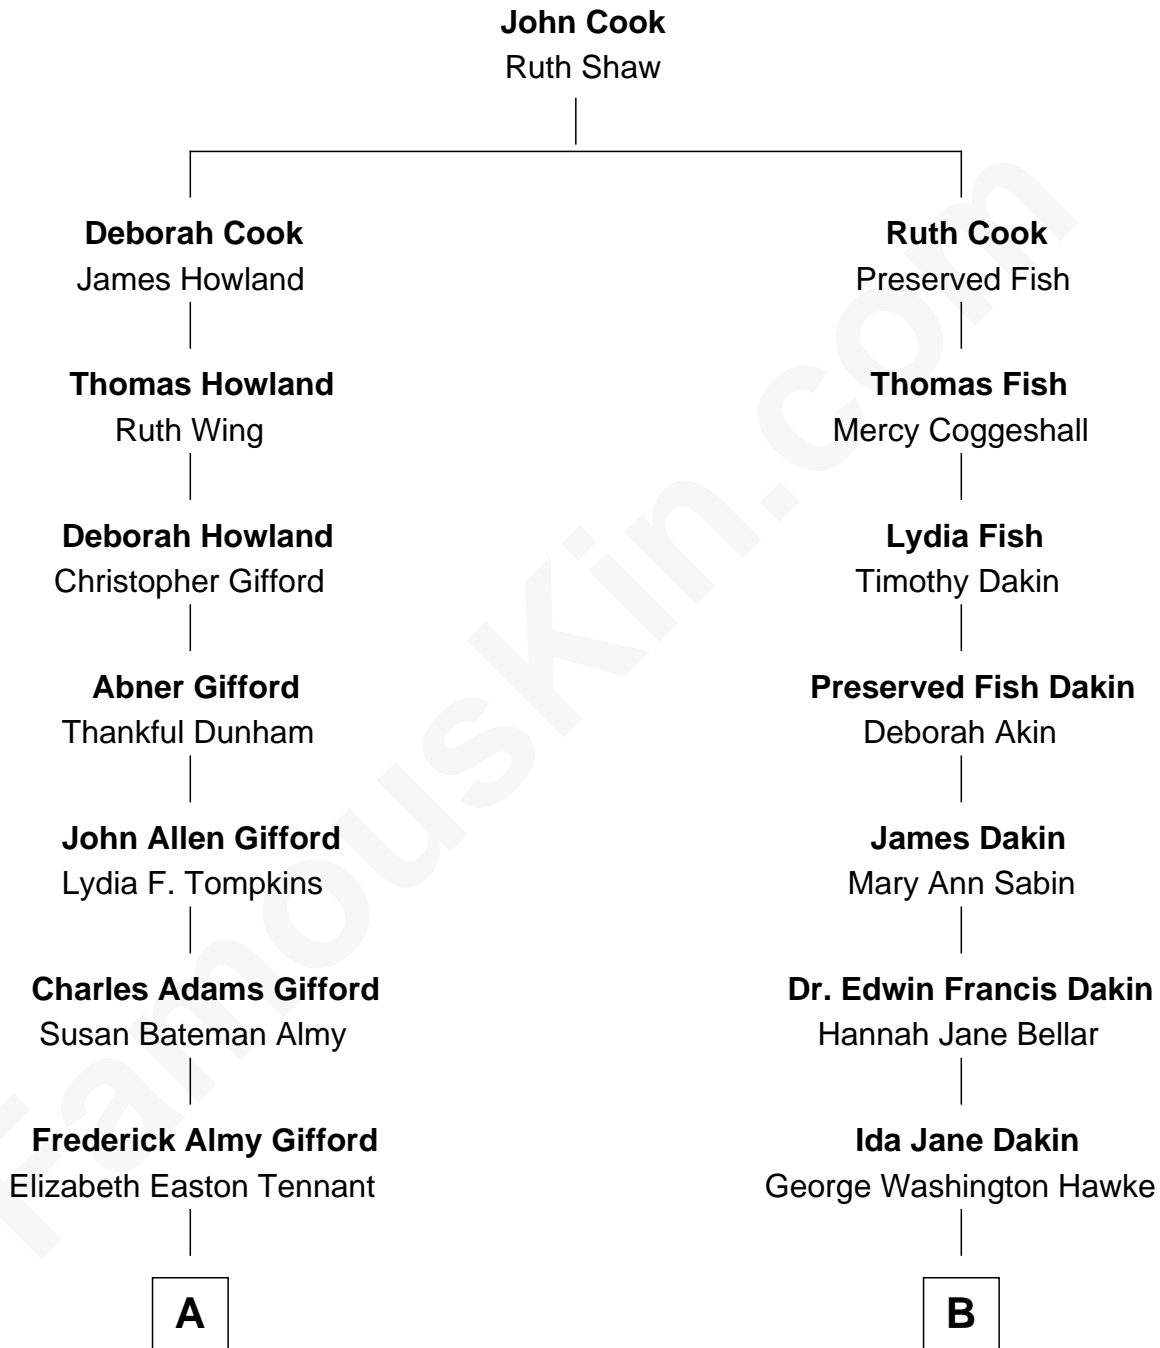 John Cook
Ruth Shaw
Deborah Cook
James Howland
Ruth Cook
Preserved Fish
Thomas Howland
Ruth Wing
Thomas Fish
Mercy Coggeshall
Deborah Howland
Christopher Gifford
Lydia Fish
Timothy Dakin
Abner Gifford
Thankful Dunham
Preserved Fish Dakin
Deborah Akin
John Allen Gifford
Lydia F. Tompkins
James Dakin
Mary Ann Sabin
Charles Adams Gifford
Susan Bateman Almy
Dr. Edwin Francis Dakin
Hannah Jane Bellar
Frederick Almy Gifford
Elizabeth Easton Tennant
Ida Jane Dakin
George Washington Hawke
A
B
FamousKin.com